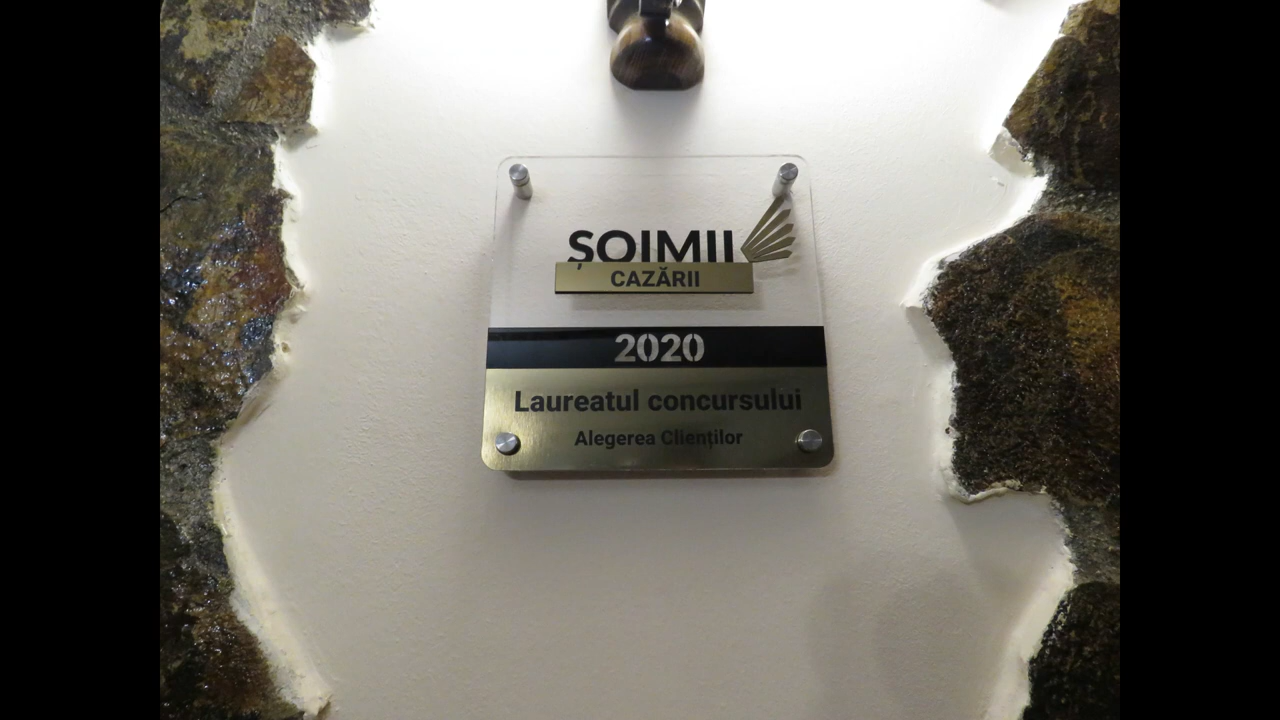 ȘOIMII
CAZĂRII
2020
Laureatul concursului
Alegerea Clienților